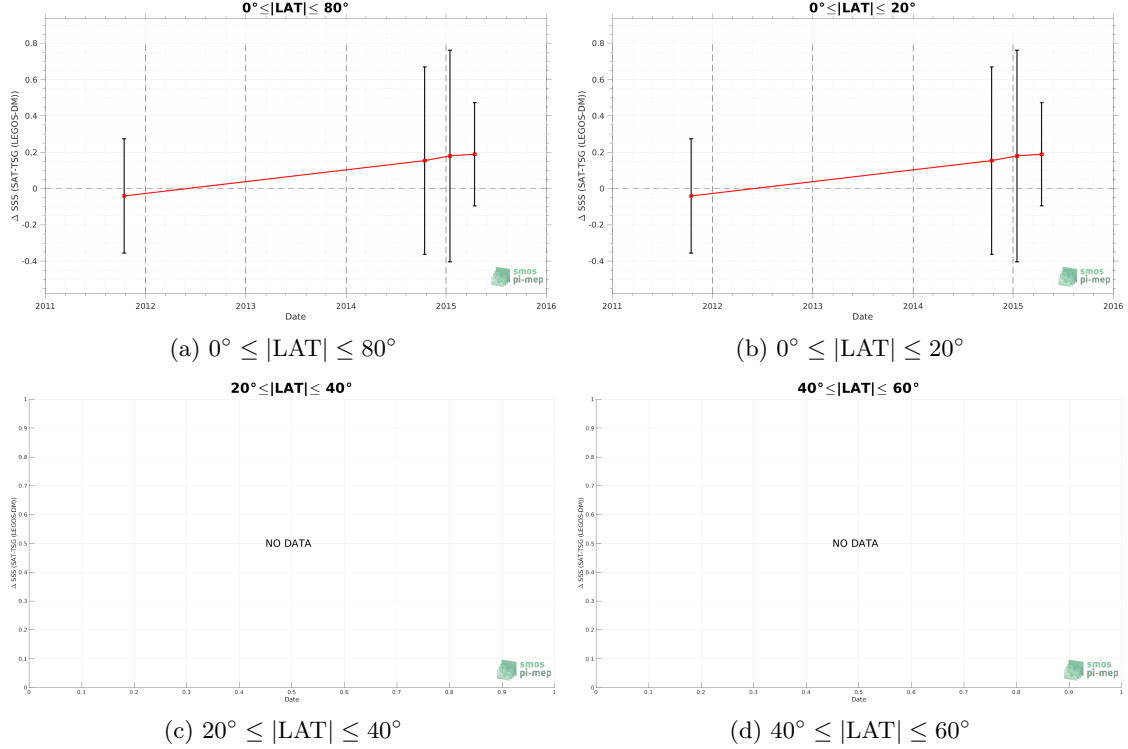 0°≤|LAT|≤ 80°
Δ SSS (SAT-TSG (LEGOS-DM))
0.8
0.6
0.4
0.2
0
-0.2
-0.4
smos
pi-mep
2011 2012 2013 2014 2015 2016
Date
(a) 0° ≤ |LAT| ≤ 80°
0°≤|LAT|≤ 20°
Δ SSS (SAT-TSG (LEGOS-DM))
0.8
0.6
0.4
0.2
0
-0.2
-0.4
smos
pi-mep
2011 2012 2013 2014 2015 2016
Date
(b) 0° ≤ |LAT| ≤ 20°
20°≤|LAT|≤ 40°
Δ SSS (SAT-TSG (LEGOS-DM))
1
0.9
0.8
0.7
0.6
0.5
0.4
0.3
0.2
0.1
0
NO DATA
smos
pi-mep
0 0.1 0.2 0.3 0.4 0.5 0.6 0.7 0.8 0.9 1
Date
(c) 20° ≤ |LAT| ≤ 40°
40°≤|LAT|≤ 60°
Δ SSS (SAT-TSG (LEGOS-DM))
1
0.9
0.8
0.7
0.6
0.5
0.4
0.3
0.2
0.1
0
NO DATA
smos
pi-mep
0 0.1 0.2 0.3 0.4 0.5 0.6 0.7 0.8 0.9 1
Date
(d) 40° ≤ |LAT| ≤ 60°